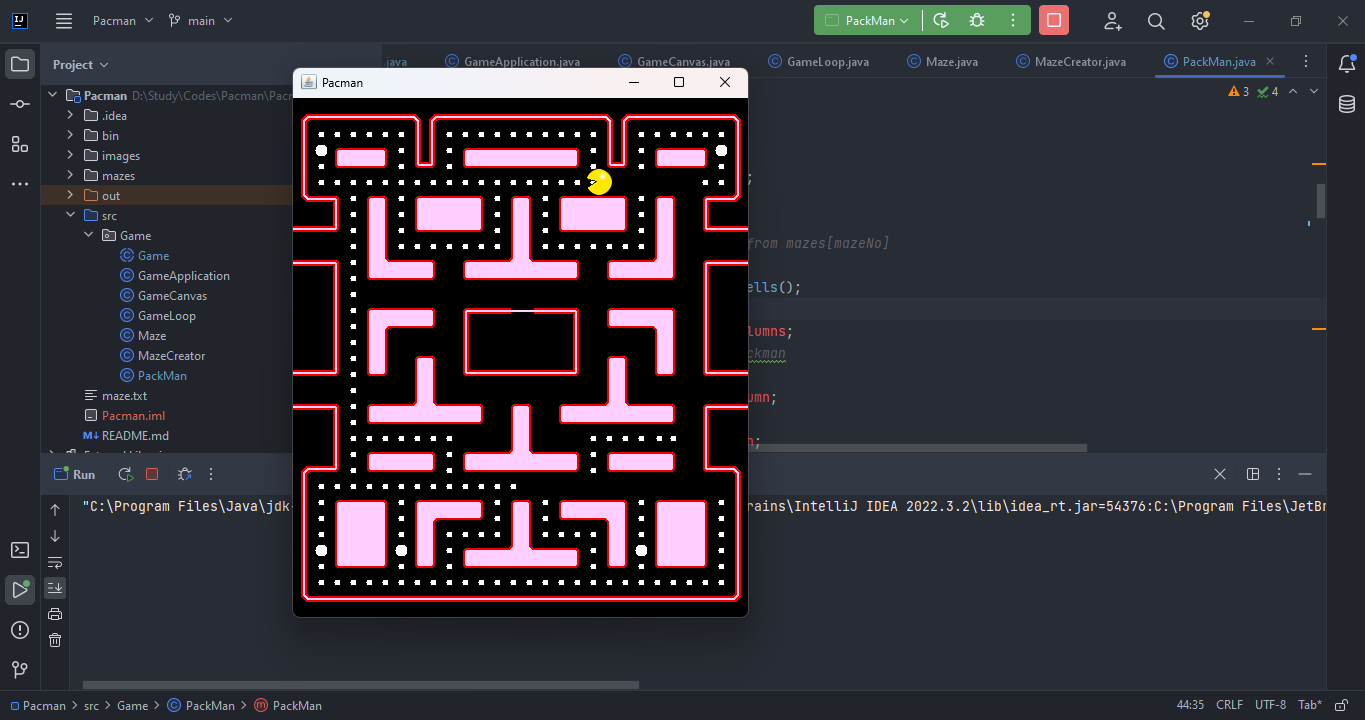 Pacman main PackMan
Project
.java GameApplication.java GameCanvas.java GameLoop.java Maze.java MazeCreator.java PackMan.java
Pacman
3 4
Pacman D:\Study\Codes\Pacman\Pacr
.idea
bin
images
mazes
out
src
Game
Game
GameApplication
GameCanvas
GameLoop
Maze
MazeCreator
PackMan
maze.txt
Pacman.iml
README.md
;
from mazes[mazeNo]
ells();
lumns;
ckman
umn;
;
Run
"C:\Program Files\Java\jdk- rains\IntelliJ IDEA 2022.3.2\lib\idea_rt.jar=54376:C:\Program Files\JetBr
Pacman > src > Game > PackMan > PackMan 44:35 CRLF UTF-8 Tab*